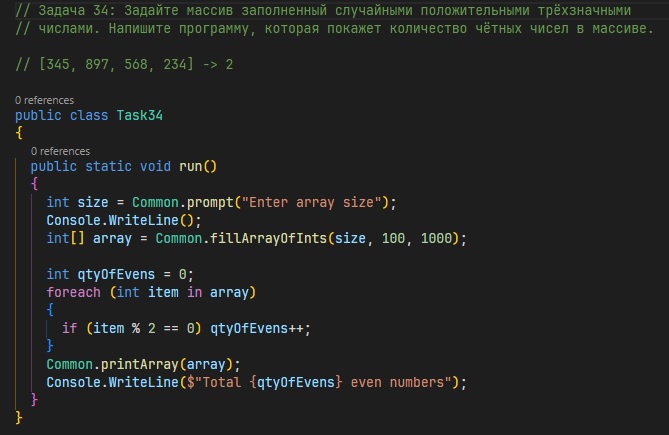 // Задача 34: Задайте массив заполненный случайными положительными трёхзначными
// числами. Напишите программу, которая покажет количество чётных чисел в массиве.
// [345, 897, 568, 234] -> 2
0 references
public class Task34
{
0 references
public static void run()
{
int size = Common.prompt("Enter array size");
Console.WriteLine();
int[] array = Common.fillArrayOfInts(size, 100, 1000);
int qtyOfEvens = 0;
foreach (int item in array)
{
if (item % 2 == 0) qtyOfEvens++;
}
Common.printArray(array);
Console.WriteLine($"Total {qtyOfEvens} even numbers");
}
}